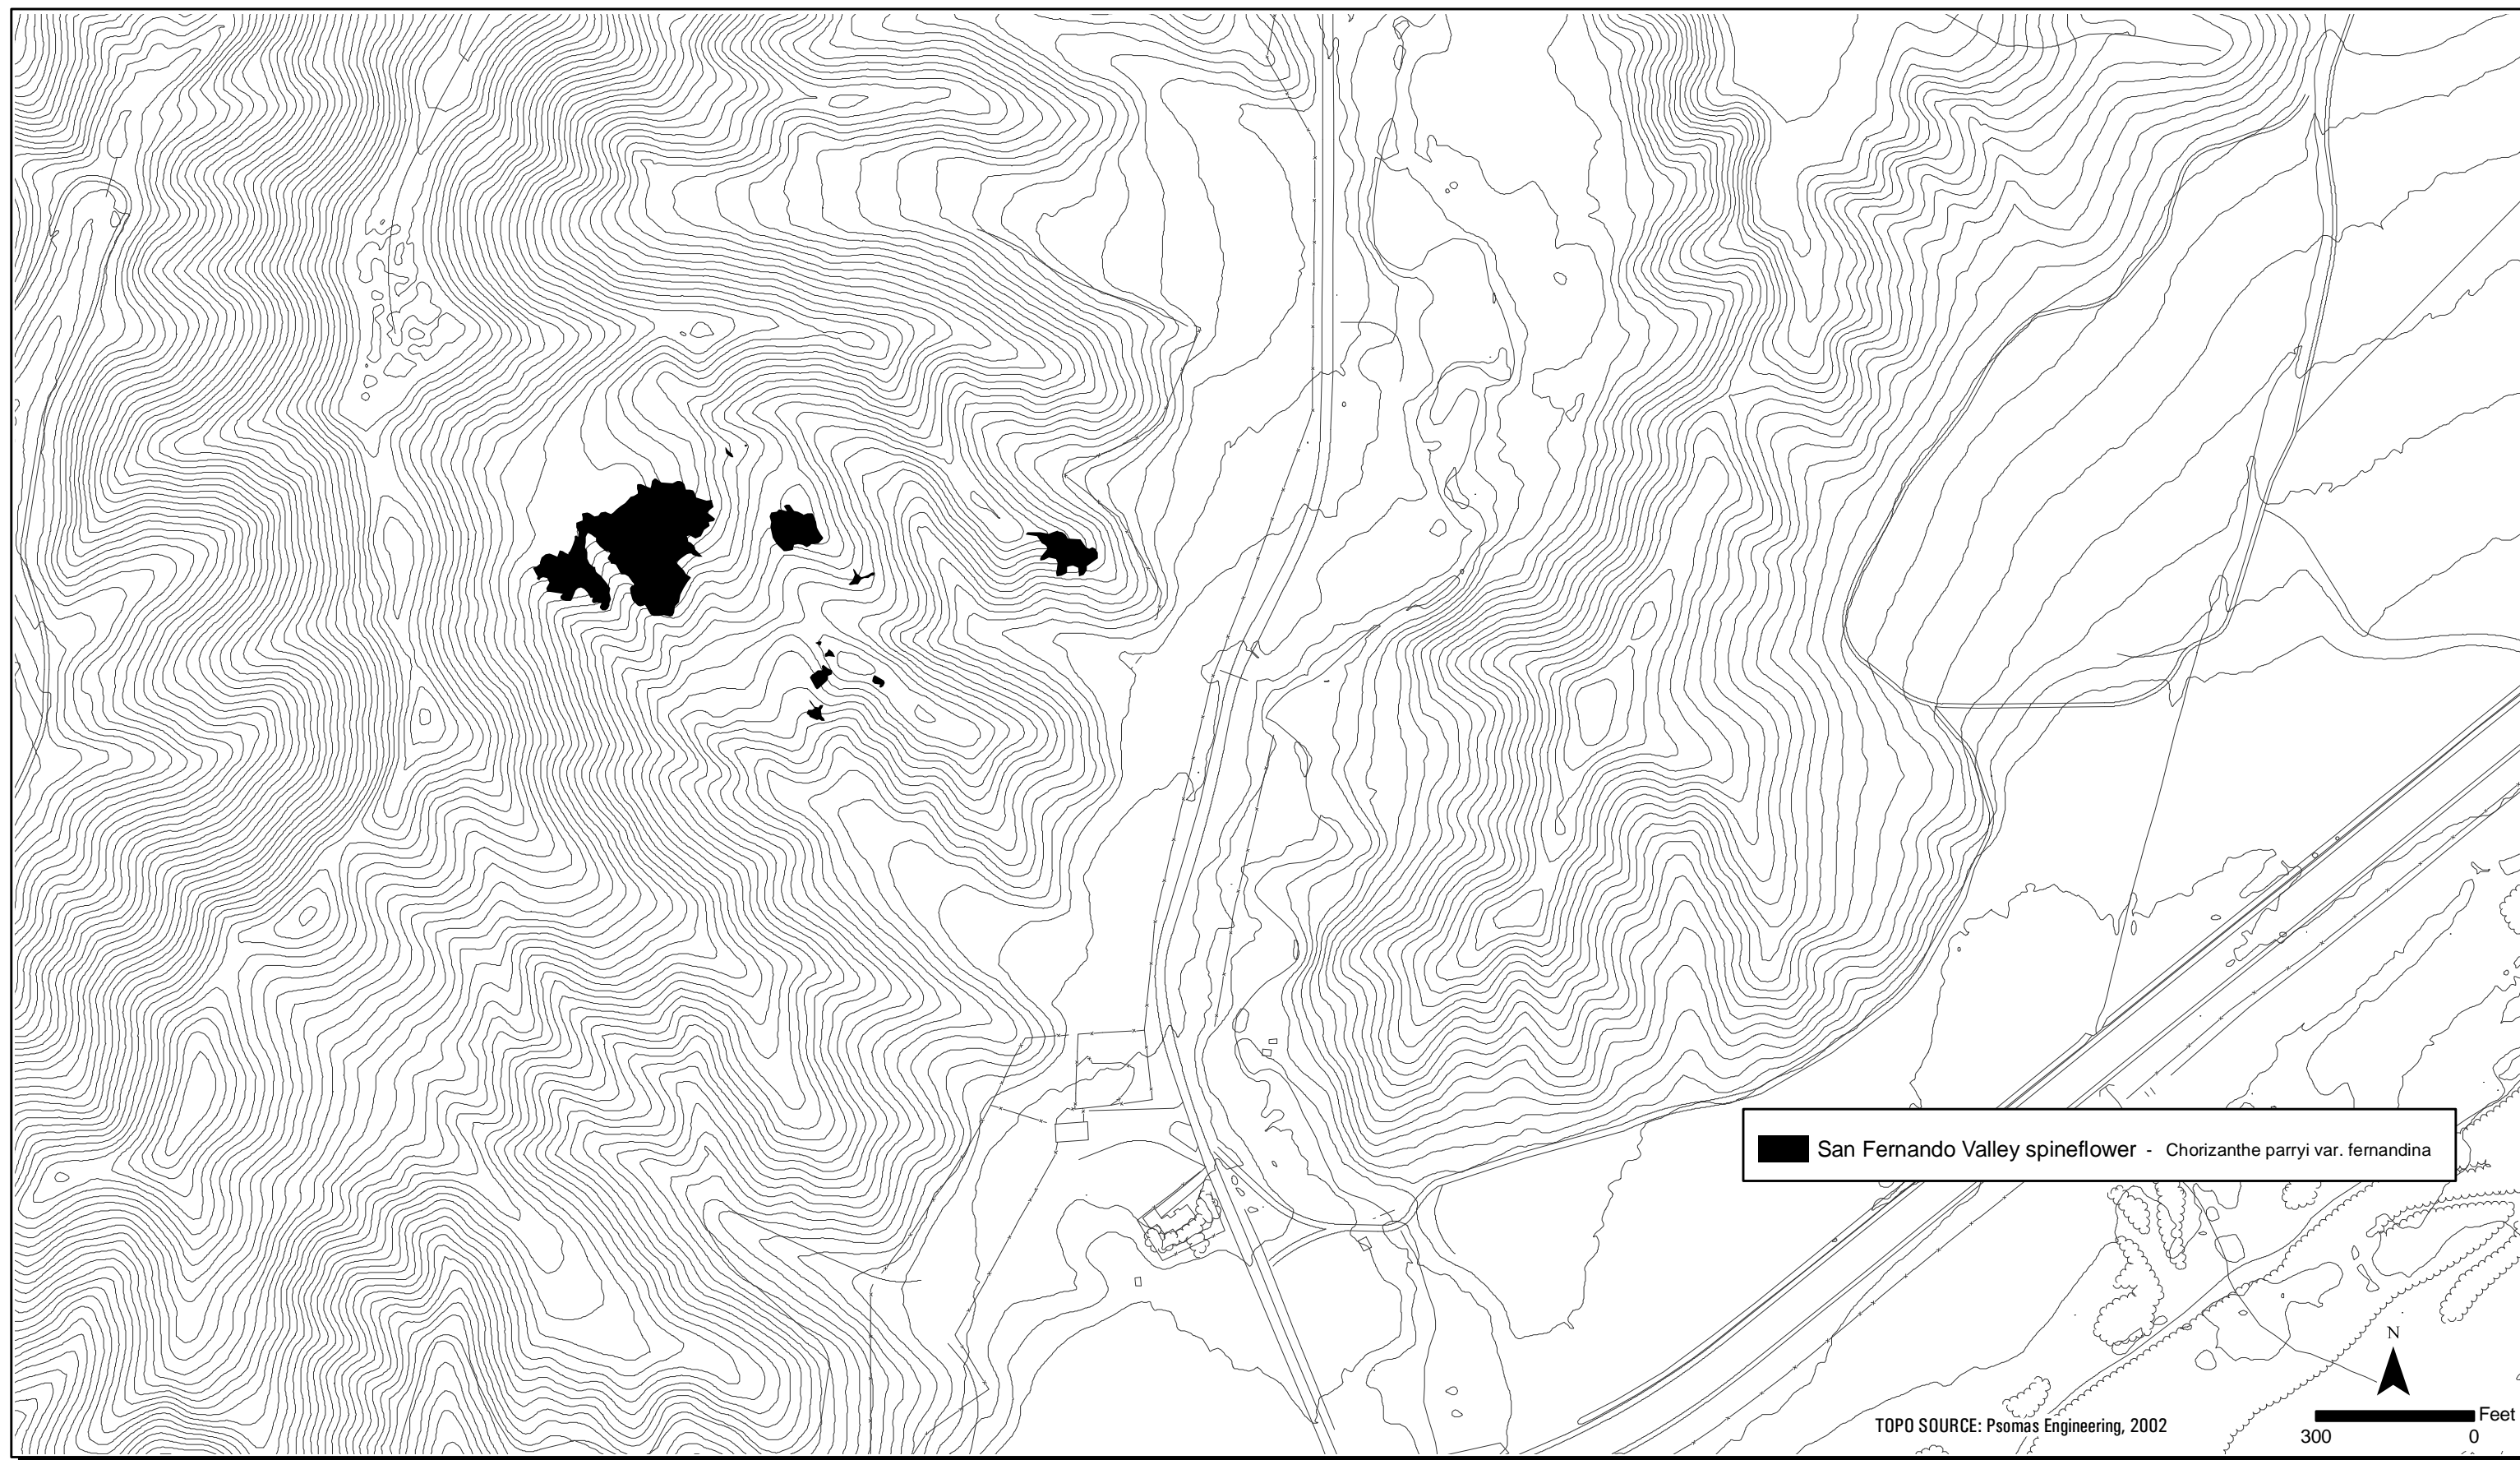 San Fernando Valley spineflower - Chorizanthe parryi var. fernandina
N
TOPO SOURCE: Psomas Engineering, 2002
Feet
300 0